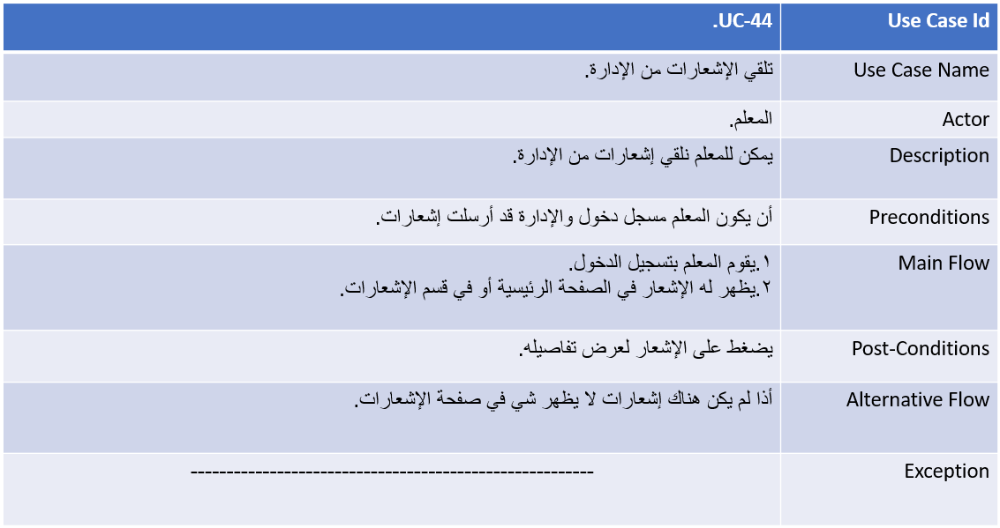 Use Case Id
UC-44.
Use Case Name
تلقي الإشعارات من الإدارة.
Actor
المعلم.
Description
يمكن للمعلم نلقي إشعارات من الإدارة.
Preconditions
أن يكون المعلم مسجل دخول والإدارة قد أرسلت إشعارات.
Main Flow
١.يقوم المعلم بتسجيل الدخول.
٢.يظهر له الإشعار في الصفحة الرئيسية أو في قسم الإشعارات.
Post-Conditions
يضغط على الإشعار لعرض تفاصيله.
Alternative Flow
أذا لم يكن هناك إشعارات لا يظهر شي في صفحة الإشعارات.
Exception
--------------------------------------------------------